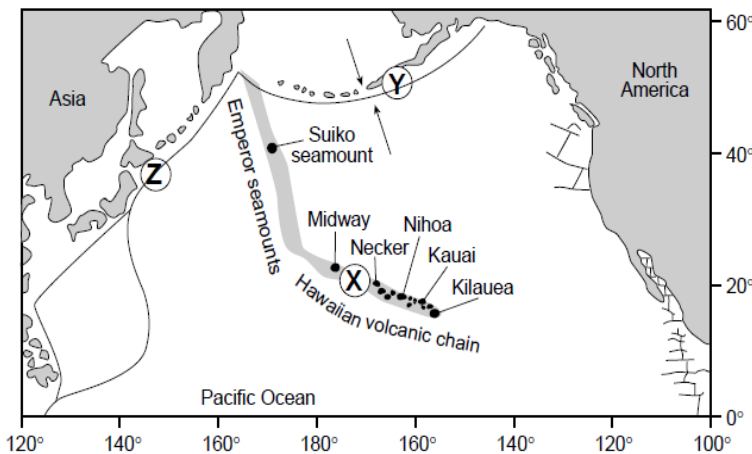 60°
Asia
North
America
Y
Emperor seamounts
Suiko
seamount
40°
Z
Midway
Nihoa
Necker
Kauai
X
Kilauea
20°
Hawaiian volcanic chain
Pacific Ocean
0°
120° 140° 160° 180° 160° 140° 120° 100°